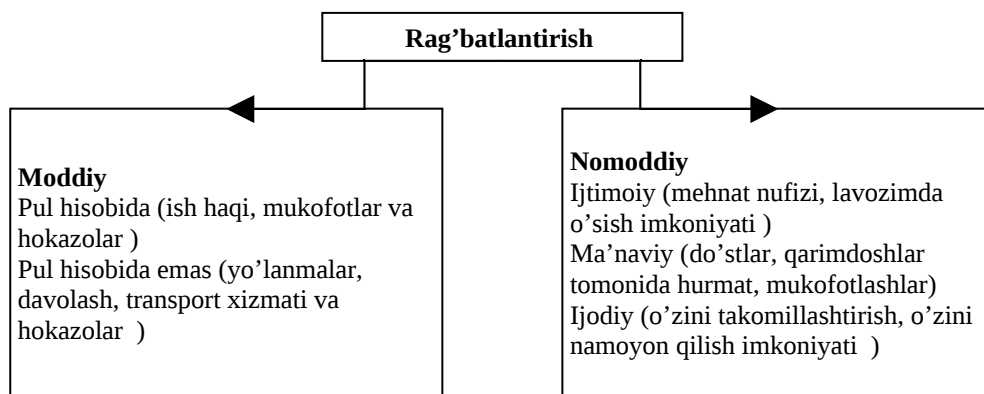 Rag’batlantirish
Moddiy
Pul hisobida (ish haqi, mukofotlar va
hokazolar )
Pul hisobida emas (yo’lanmalar,
davolash, transport xizmati va
hokazolar  )
Nomoddiy
Ijtimoiy (mehnat nufizi, lavozimda
o’sish imkoniyati )
Ma’naviy (do’stlar, qarimdoshlar
tomonida hurmat, mukofotlashlar)
Ijodiy (o’zini takomillashtirish, o’zini
namoyon qilish imkoniyati  )